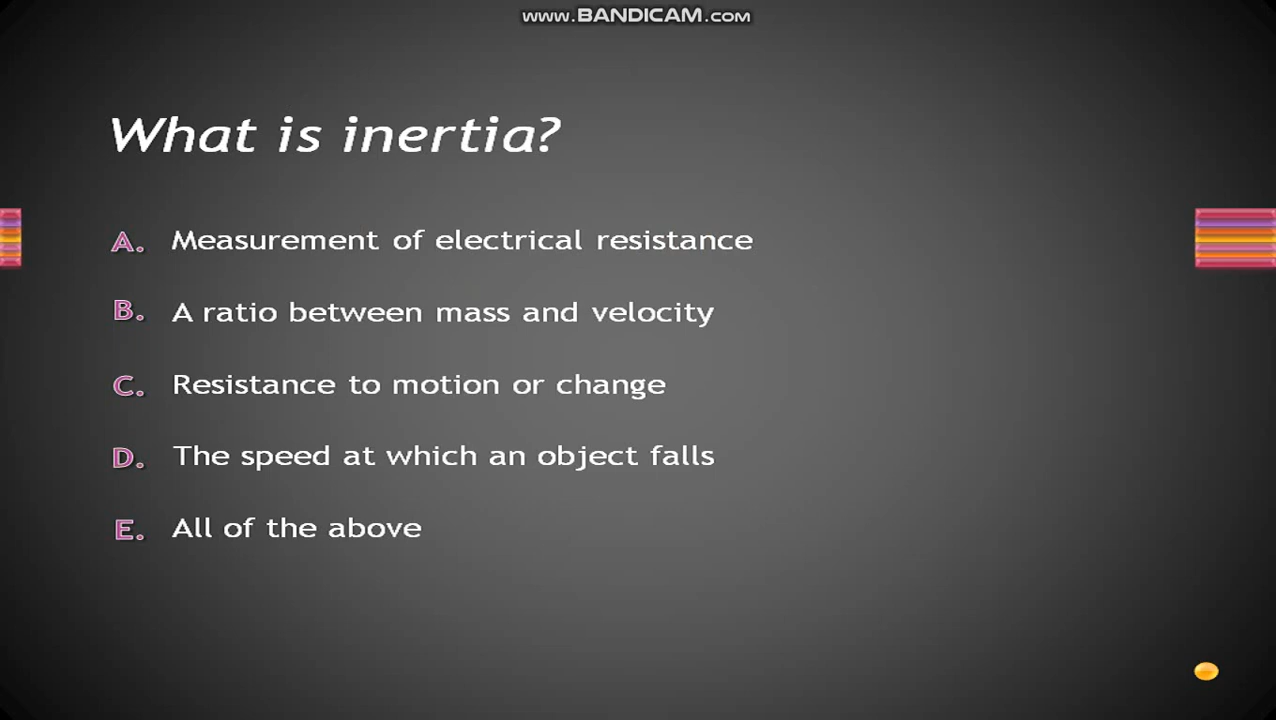 www.BANDICAM.com
What is inertia?
A. Measurement of electrical resistance
B. A ratio between mass and velocity
C. Resistance to motion or change
D. The speed at which an object falls
E. All of the above